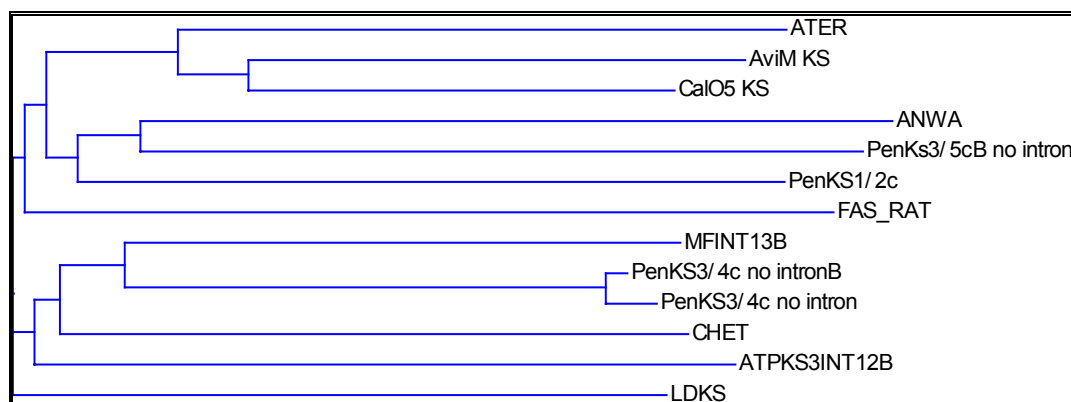 ATER
AviM KS
CalO5 KS
ANWA
PenKs3/ 5cB no intron
PenKS1/ 2c
FAS_RAT
MFINT13B
PenKS3/ 4c no intronB
PenKS3/ 4c no intron
CHET
ATPKS3INT12B
LDKS